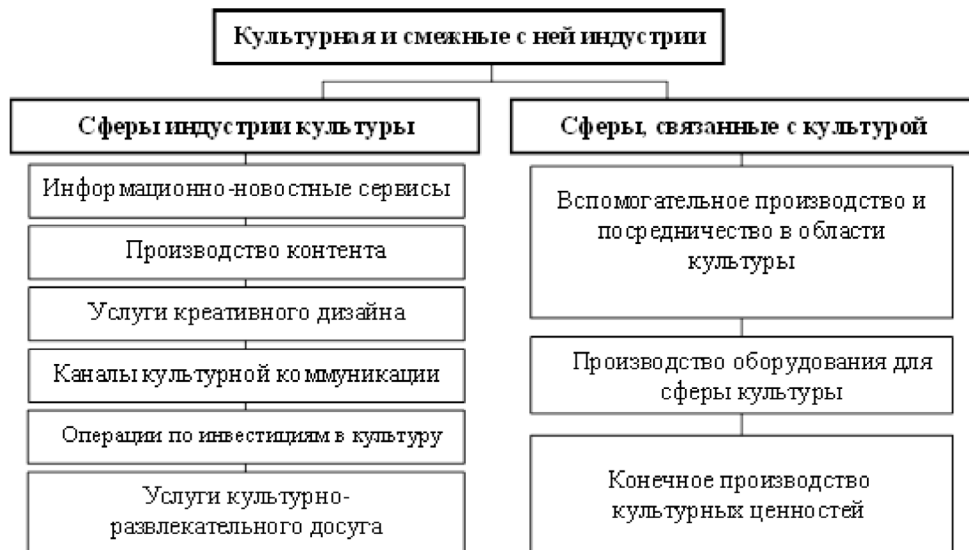 Культурная и смежные с ней индустрии
Сферы индустрии культуры
Информационно-новостные сервисы
Производство контента
Услуги креативного дизайна
Каналы культурной коммуникации
Операции по инвестициям в культуру
Услуги культурно-
развлекательного досуга
Сферы, связанные с культурой
Вспомогательное производство и
посредничество в области
культуры
Производство оборудования для
сферы культуры
Конечное производство
культурных ценностей